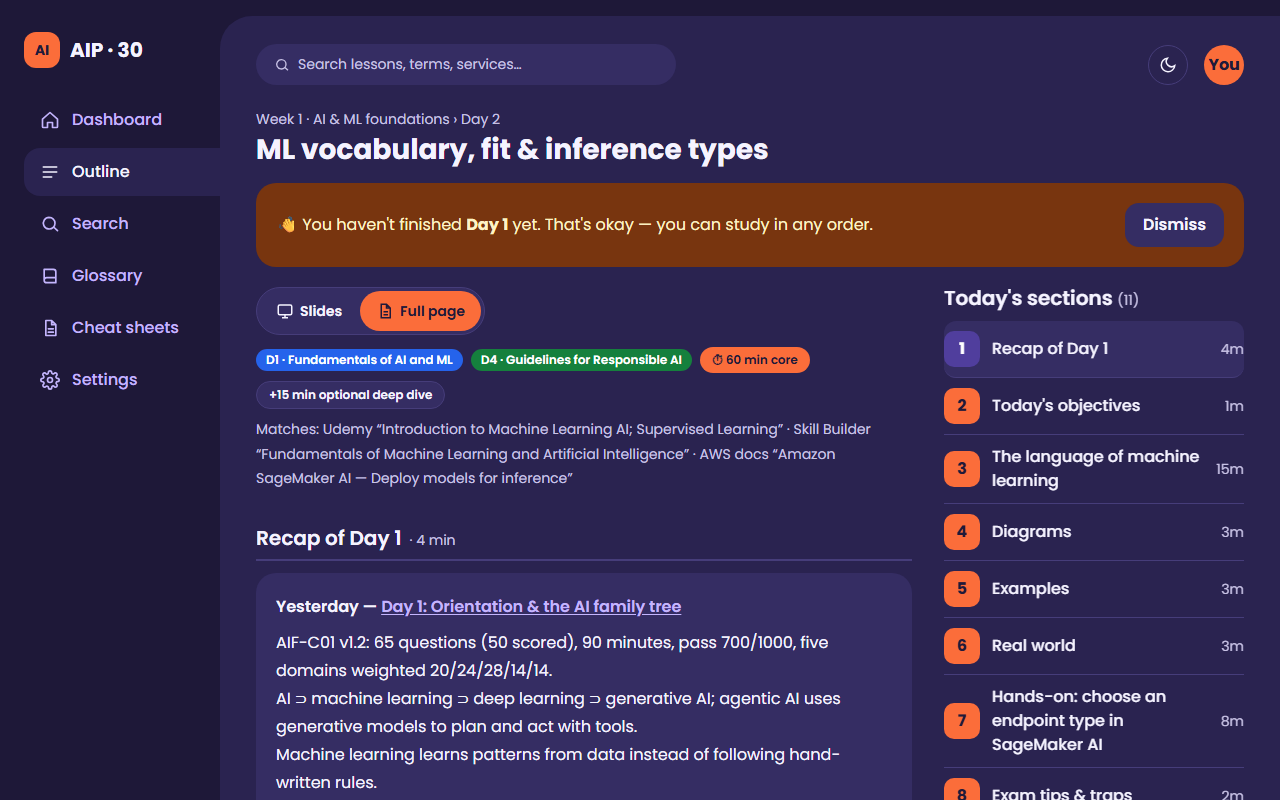 AI AIP · 30
Dashboard
Outline
Search
Glossary
Cheat sheets
Settings
Search lessons, terms, services…
You
Week 1 · AI & ML foundations › Day 2
ML vocabulary, fit & inference types
👋 You haven't finished Day 1 yet. That's okay — you can study in any order.
Dismiss
Slides
Full page
D1 · Fundamentals of AI and ML
D4 · Guidelines for Responsible AI
⏱ 60 min core
+15 min optional deep dive
Matches: Udemy “Introduction to Machine Learning AI; Supervised Learning” · Skill Builder
“Fundamentals of Machine Learning and Artificial Intelligence” · AWS docs “Amazon
SageMaker AI — Deploy models for inference”
Recap of Day 1 · 4 min
Yesterday — Day 1: Orientation & the AI family tree
AIF-C01 v1.2: 65 questions (50 scored), 90 minutes, pass 700/1000, five
domains weighted 20/24/28/14/14.
AI ⊃ machine learning ⊃ deep learning ⊃ generative AI; agentic AI uses
generative models to plan and act with tools.
Machine learning learns patterns from data instead of following hand-
written rules.
Today's sections (11)
1 Recap of Day 1 4m
2 Today's objectives 1m
3 The language of machine
learning 15m
4 Diagrams 3m
5 Examples 3m
6 Real world 3m
7 Hands-on: choose an
endpoint type in 8m
SageMaker AI
8 Exam tips & traps 2m